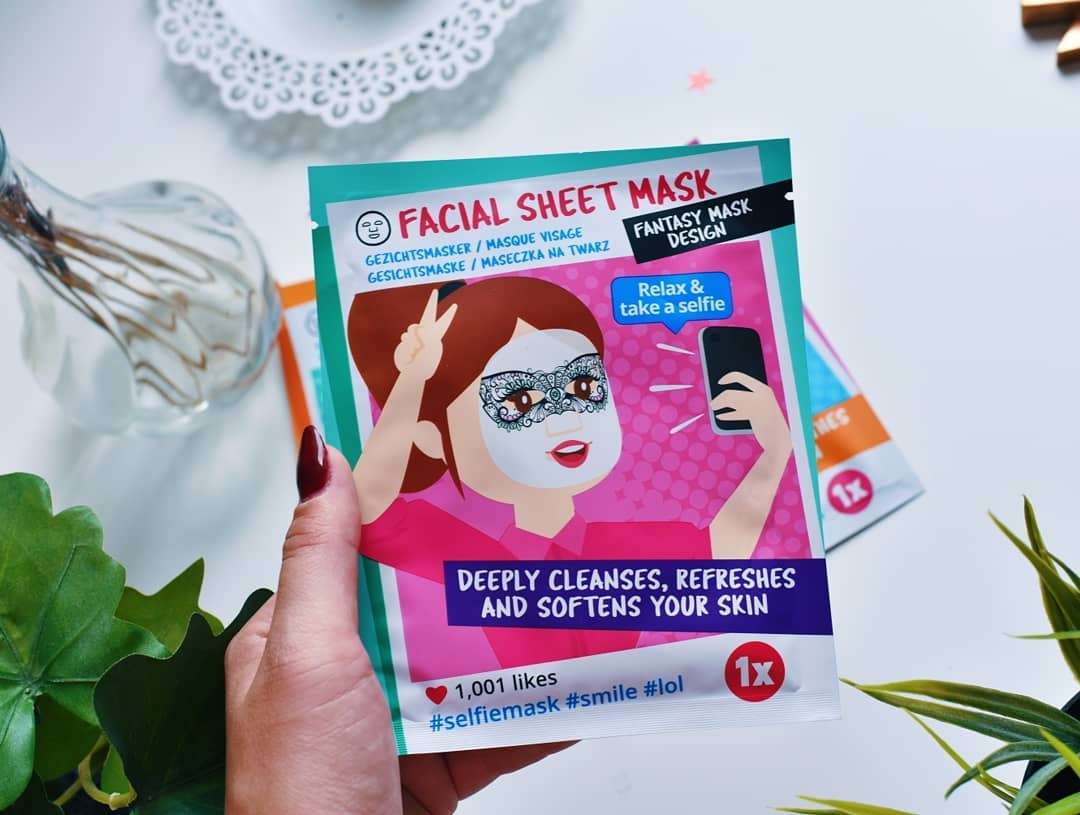 FACIAL SHEET MASK
GEZICHTSMASKER / MASQUE VISAGE
GESICHTSMASKE / MASECZKA NA TWARZ
FANTASY MASK
DESIGN
Relax &
take a selfie
DEEPLY CLEANSES, REFRESHES
AND SOFTENS YOUR SKIN
1,001 likes
#selfiemask #smile #lol
1x
1x